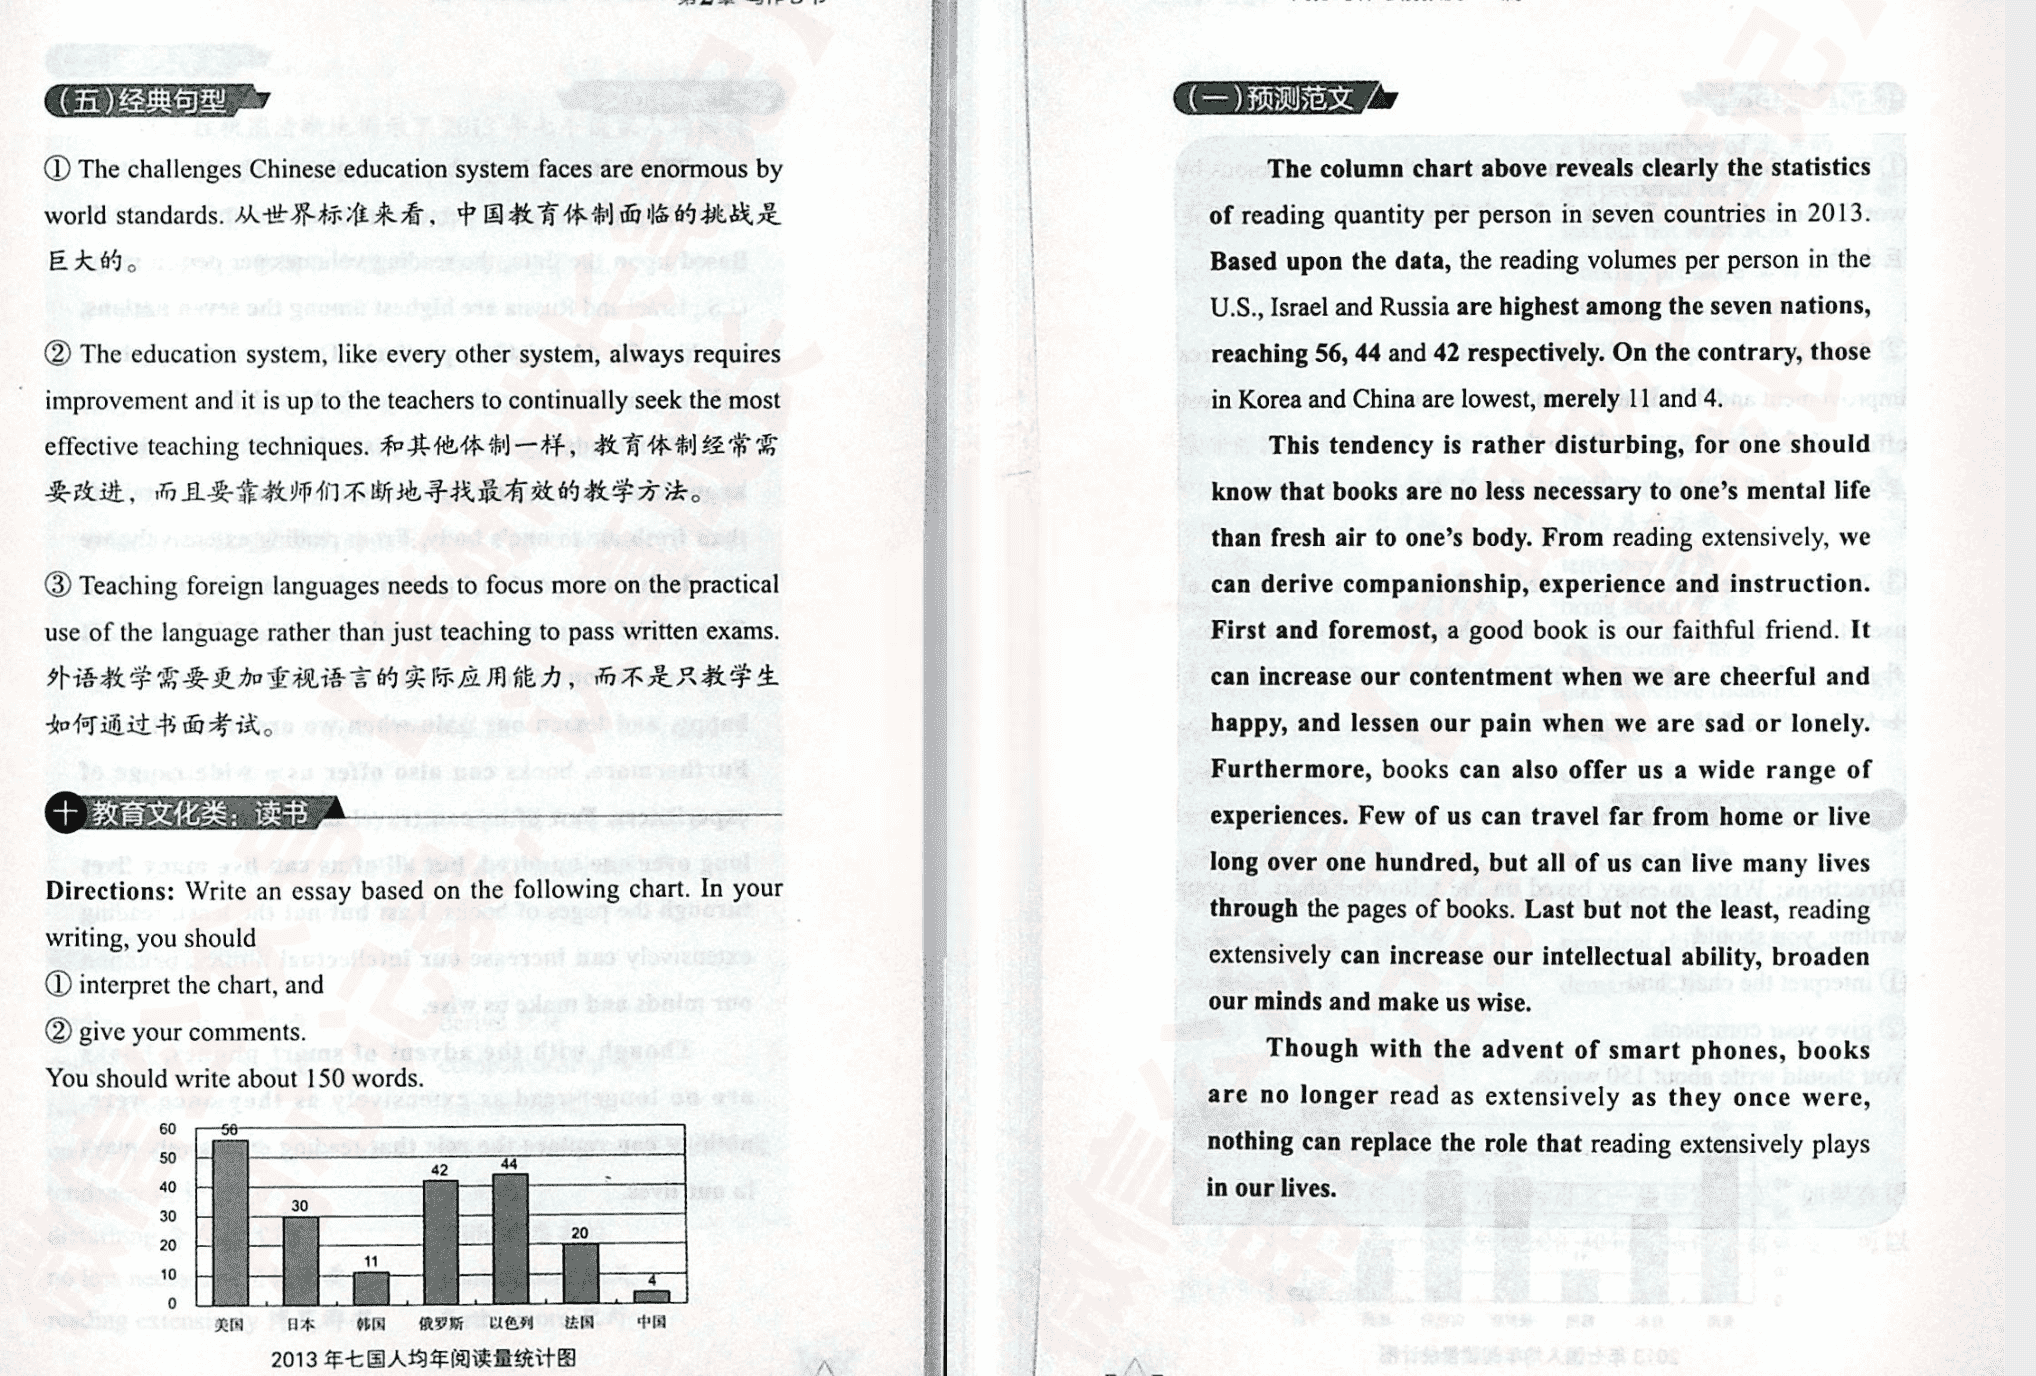 (五)经典句型
① The challenges Chinese education system faces are enormous by
world standards. 从世界标准来看，中国教育体制面临的挑战是
巨大的。
② The education system, like every other system, always requires
improvement and it is up to the teachers to continually seek the most
effective teaching techniques. 和其他体制一样，教育体制经常需
要改进，而且要靠教师们不断地寻找最有效的教学方法。
③ Teaching foreign languages needs to focus more on the practical
use of the language rather than just teaching to pass written exams.
外语教学需要更加重视语言的实际应用能力，而不是只教学生
如何通过书面考试。
十 教育文化类：读书
Directions: Write an essay based on the following chart. In your
writing, you should
① interpret the chart, and
② give your comments.
You should write about 150 words.
60
50
40
30
20
10
0
56
30
11
42
44
20
4
美国 日本 韩国 俄罗斯 以色列 法国 中国
2013 年七国人均年阅读量统计图
(一)预测范文
The column chart above reveals clearly the statistics
of reading quantity per person in seven countries in 2013.
Based upon the data, the reading volumes per person in the
U.S., Israel and Russia are highest among the seven nations,
reaching 56, 44 and 42 respectively. On the contrary, those
in Korea and China are lowest, merely 11 and 4.
This tendency is rather disturbing, for one should
know that books are no less necessary to one's mental life
than fresh air to one's body. From reading extensively, we
can derive companionship, experience and instruction.
First and foremost, a good book is our faithful friend. It
can increase our contentment when we are cheerful and
happy, and lessen our pain when we are sad or lonely.
Furthermore, books can also offer us a wide range of
experiences. Few of us can travel far from home or live
long over one hundred, but all of us can live many lives
through the pages of books. Last but not the least, reading
extensively can increase our intellectual ability, broaden
our minds and make us wise.
Though with the advent of smart phones, books
are no longer read as extensively as they once were,
nothing can replace the role that reading extensively plays
in our lives.